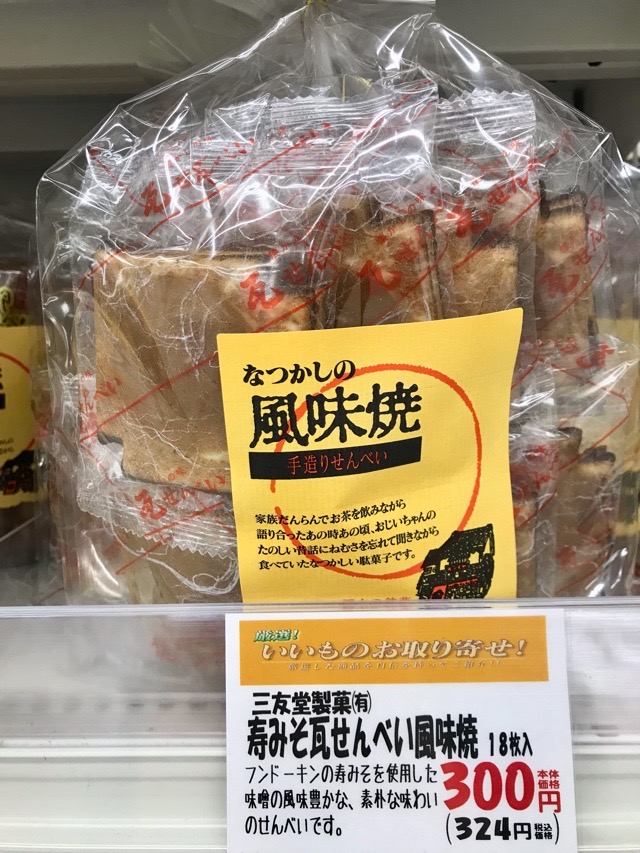 瓦せんべい
なつかしの
風味焼
手造りせんべい
家族だんらんでお茶を飲みながら
語り合ったあの時あの頃、おじいちゃんの
たのしい昔話にねむさを忘れて聞きながら
食べていたなつかしい駄菓子です。
厳選!
いいものお取り寄せ!
三友堂製菓㈲
寿みそ瓦せんべい風味焼 18枚入
フンドーキンの寿みそを使用した
味噌の風味豊かな、素朴な味わい
のせんべいです。
300円 本体価格
(324円 税込価格)